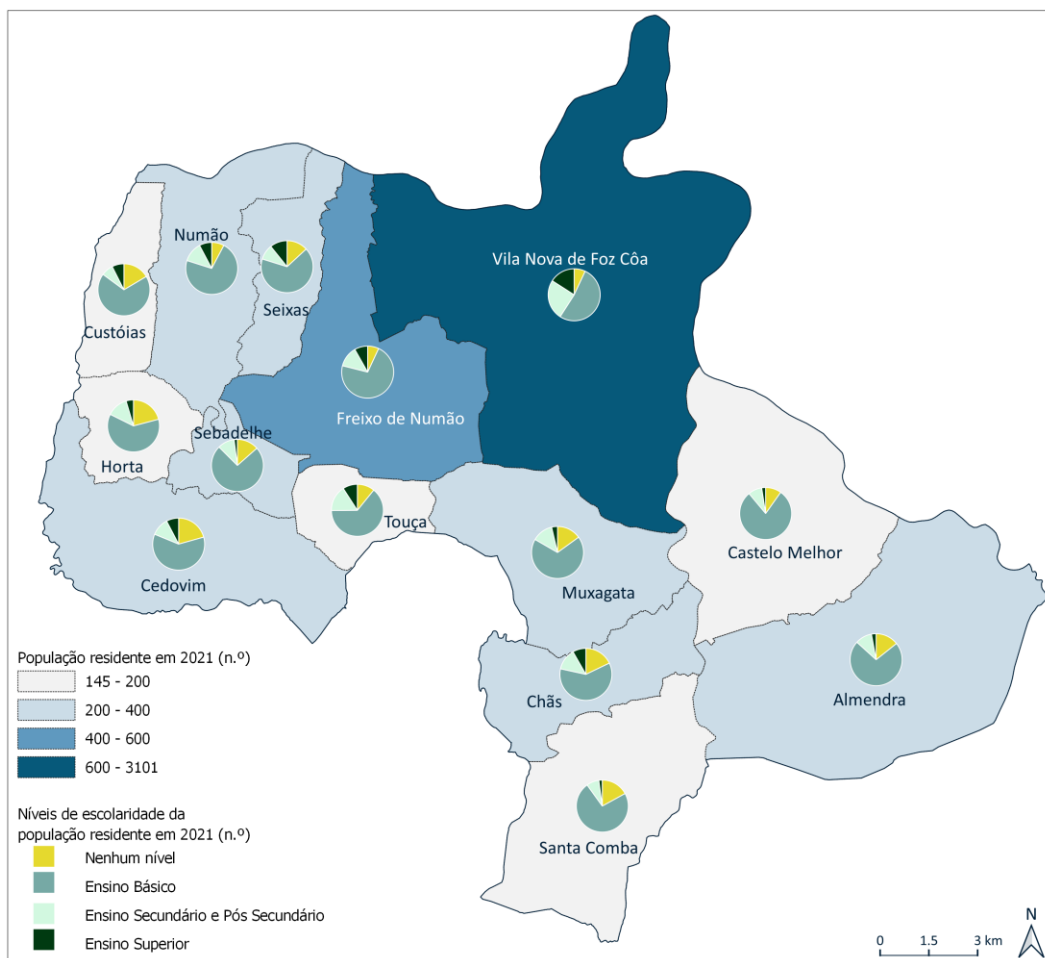 Numão
Vila Nova de Foz Côa
Seixas
Custóias
Freixo de Numão
Sebadelhe
Horta
Touça
Castelo Melhor
Cedovim
Muxagata
Chãs
Almendra
Santa Comba
População residente em 2021 (n.º)
145 - 200
200 - 400
400 - 600
600 - 3101
Níveis de escolaridade da
população residente em 2021 (n.º)
Nenhum nível
Ensino Básico
Ensino Secundário e Pós Secundário
Ensino Superior
N
0 1.5 3 km